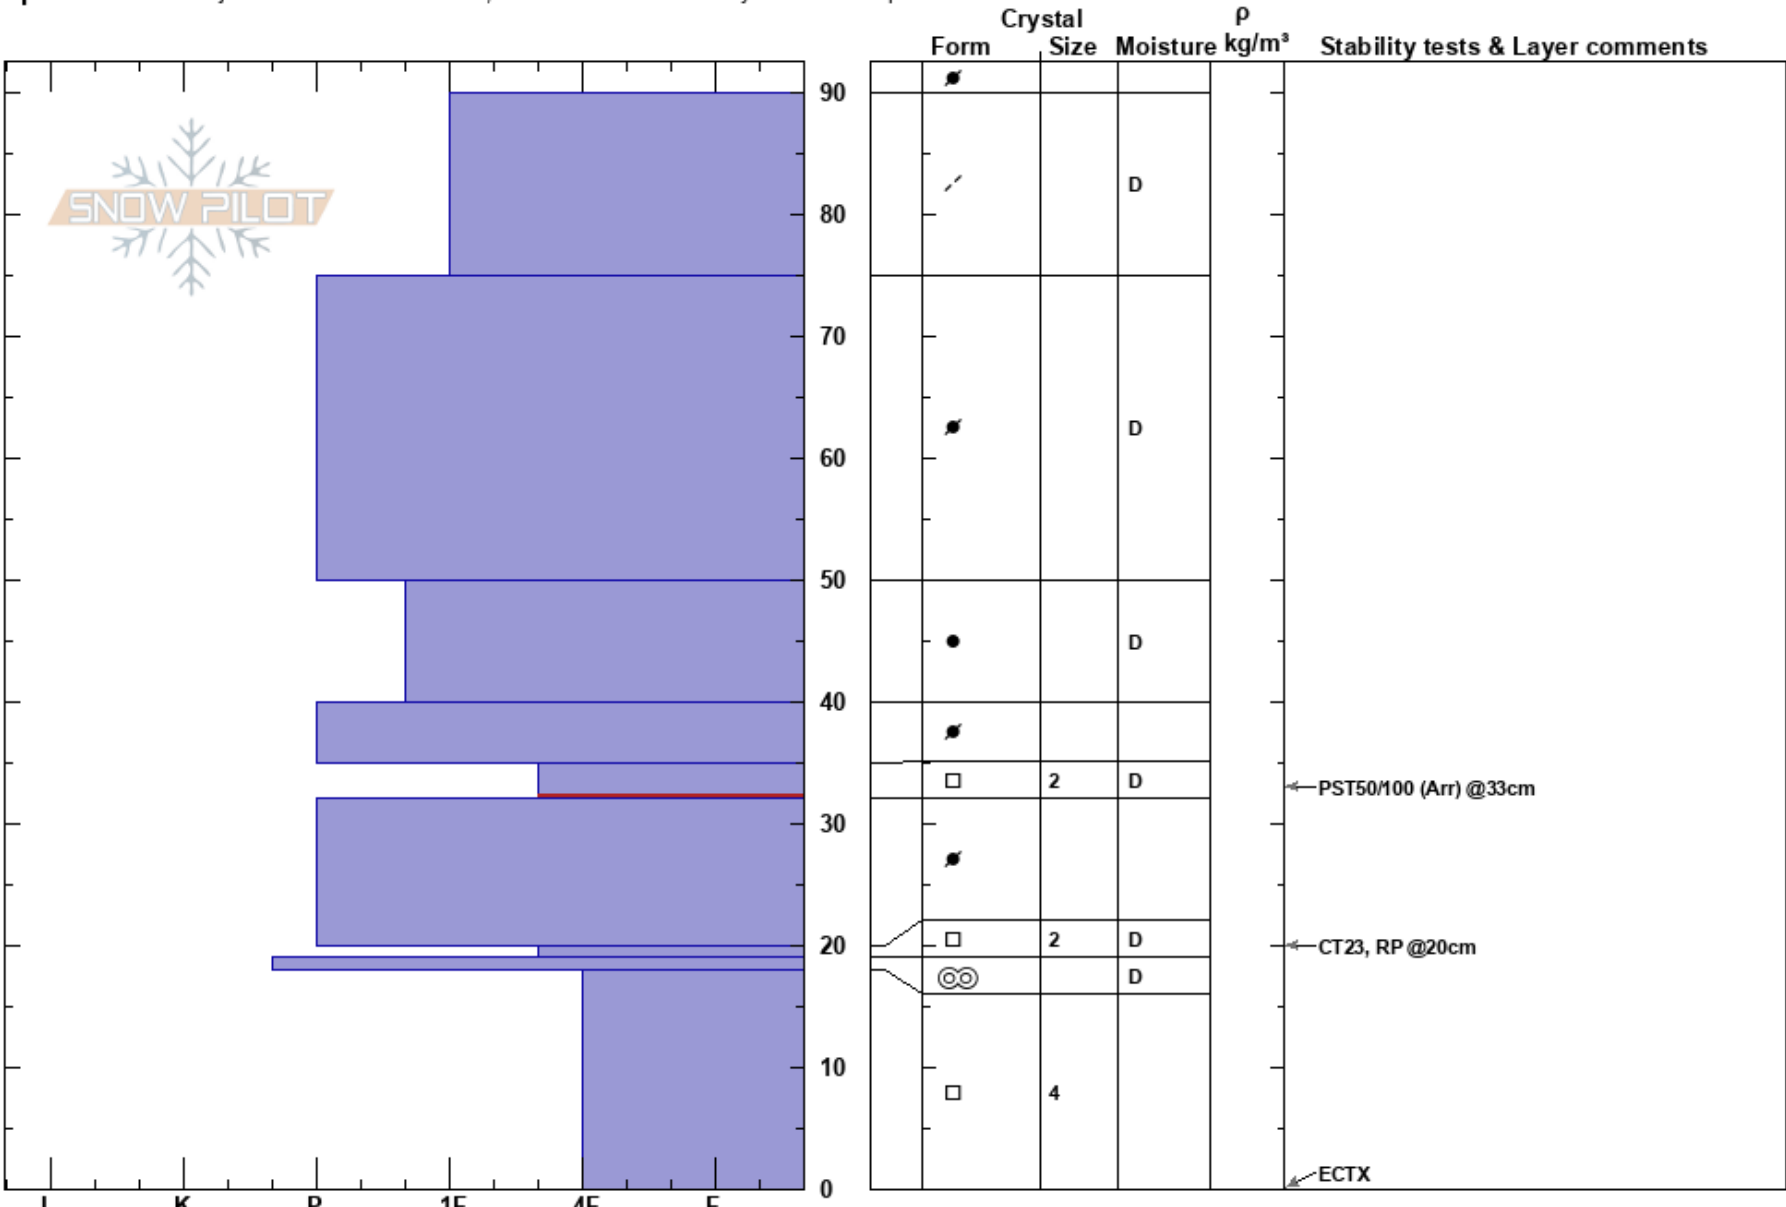 Crystal ρ
Form Size Moisture kg/m³ Stability tests & Layer comments
90
SNOW PILOT
D
80
70
D
60
50
D
40
2 D
PST50/100 (Arr) @33cm
30
2 D
20
CT23, RP @20cm
D
10
4
ECTX
0
I K P 1F 4F F